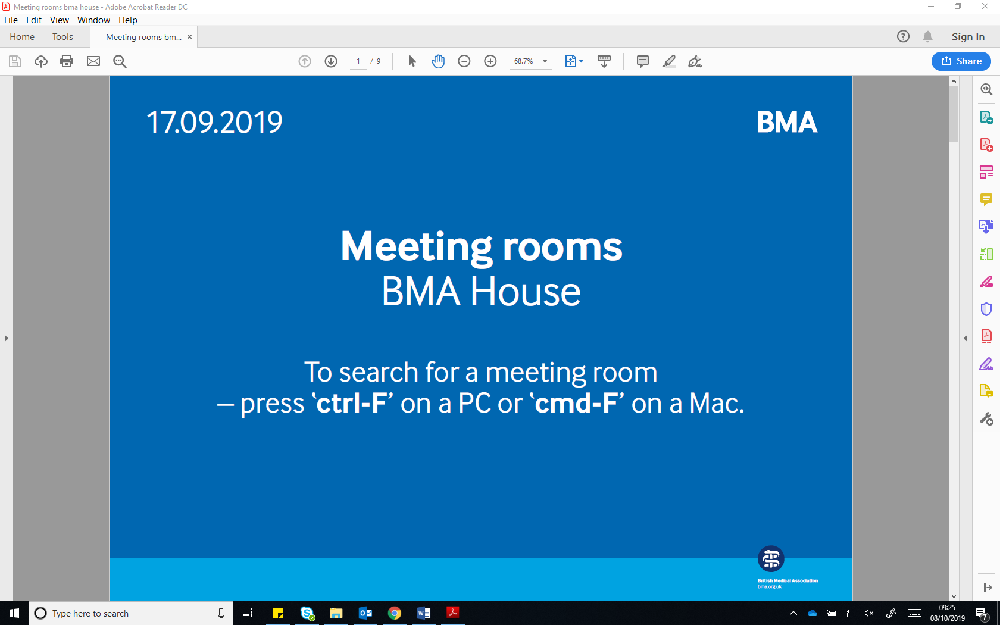 Meeting rooms bma house - Adobe Acrobat Reader DC
File Edit View Window Help
Home Tools Meeting rooms bm... ×
? Sign In
1 / 9 68.7% Share
17.09.2019
BMA
Meeting rooms
BMA House
To search for a meeting room
– press ‘ctrl-F’ on a PC or ‘cmd-F’ on a Mac.
British Medical Association
bma.org.uk
Type here to search
09:25
08/10/2019
7